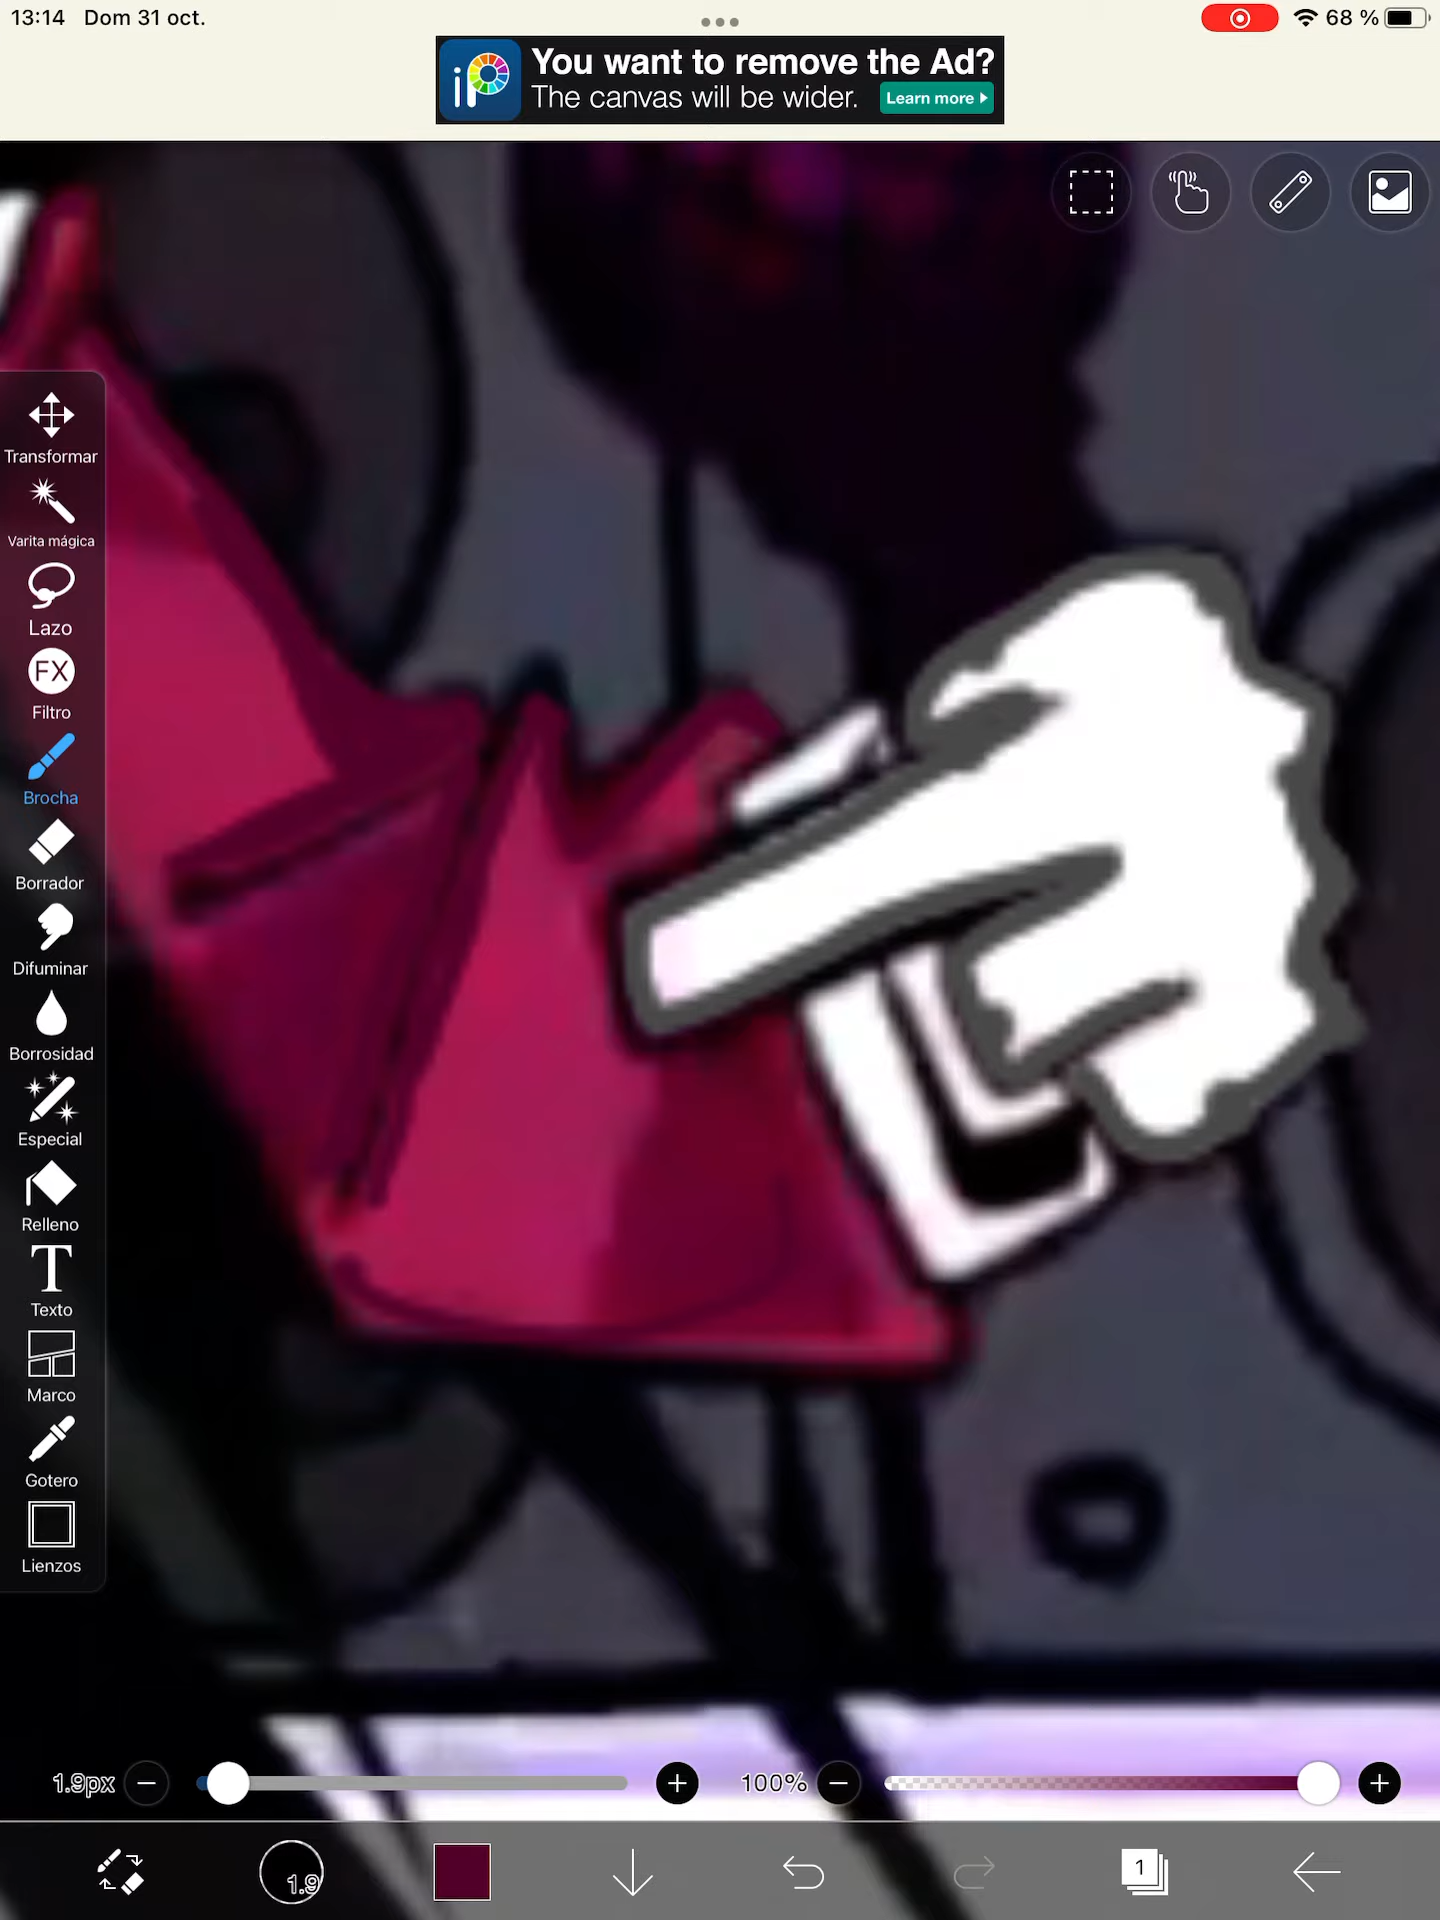 13:14 Dom 31 oct.
68 %
iP
You want to remove the Ad?
The canvas will be wider.
Learn more
Transformar
Varita mágica
Lazo
FX
Filtro
Brocha
Borrador
Difuminar
Borrosidad
Especial
Relleno
T
Texto
Marco
Gotero
Lienzos
1.9px
100%
1.9
1